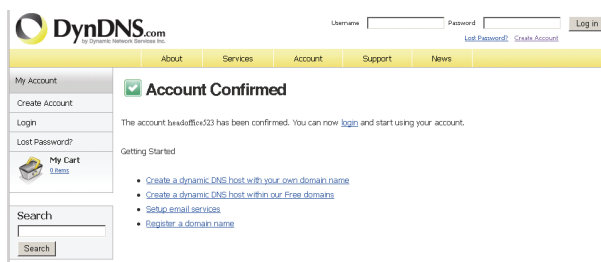 DynDNS.com
by Dynamic Network Services Inc.
Username
Password
Log in
Lost Password? Create Account
About Services Account Support News
My Account
Create Account
Login
Lost Password?
My Cart
0 items
Search
Search
Account Confirmed
The account headoffice523 has been confirmed. You can now login and start using your account.
Getting Started
Create a dynamic DNS host with your own domain name
Create a dynamic DNS host within our Free domains
Setup email services
Register a domain name